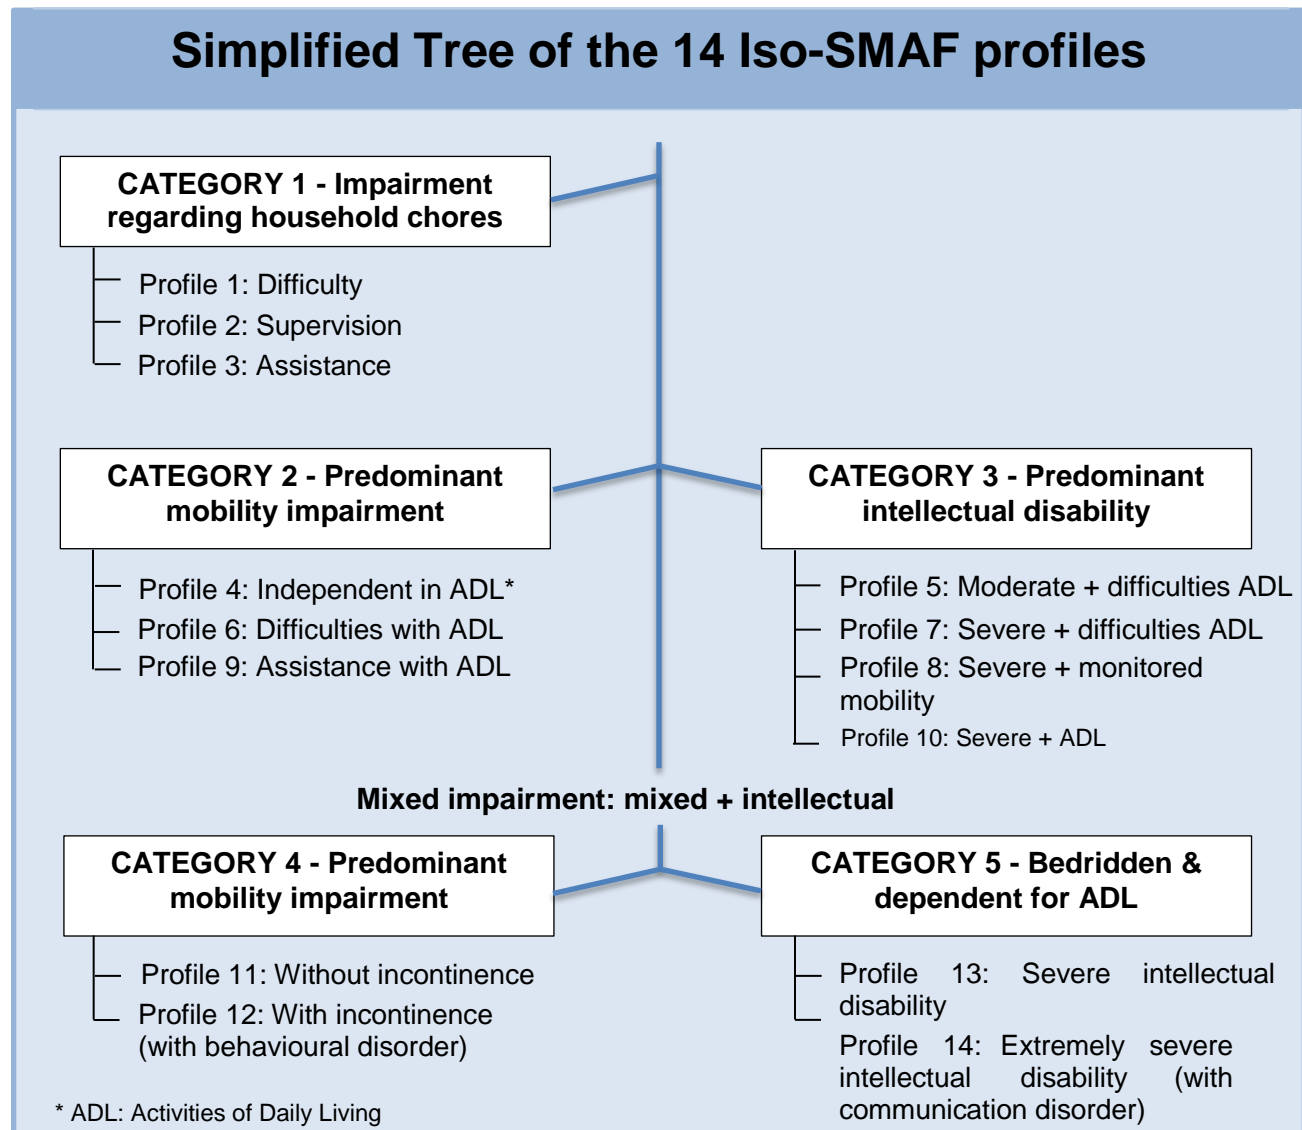 Simplified Tree of the 14 Iso-SMAF profiles
CATEGORY 1 - Impairment
regarding household chores
Profile 1: Difficulty
Profile 2: Supervision
Profile 3: Assistance
CATEGORY 2 - Predominant
mobility impairment
Profile 4: Independent in ADL*
Profile 6: Difficulties with ADL
Profile 9: Assistance with ADL
CATEGORY 3 - Predominant
intellectual disability
Profile 5: Moderate + difficulties ADL
Profile 7: Severe + difficulties ADL
Profile 8: Severe + monitored
mobility
Profile 10: Severe + ADL
Mixed impairment: mixed + intellectual
CATEGORY 4 - Predominant
mobility impairment
Profile 11: Without incontinence
Profile 12: With incontinence
(with behavioural disorder)
CATEGORY 5 - Bedridden &
dependent for ADL
Profile 13: Severe intellectual
disability
Profile 14: Extremely severe
intellectual disability (with
communication disorder)
* ADL: Activities of Daily Living